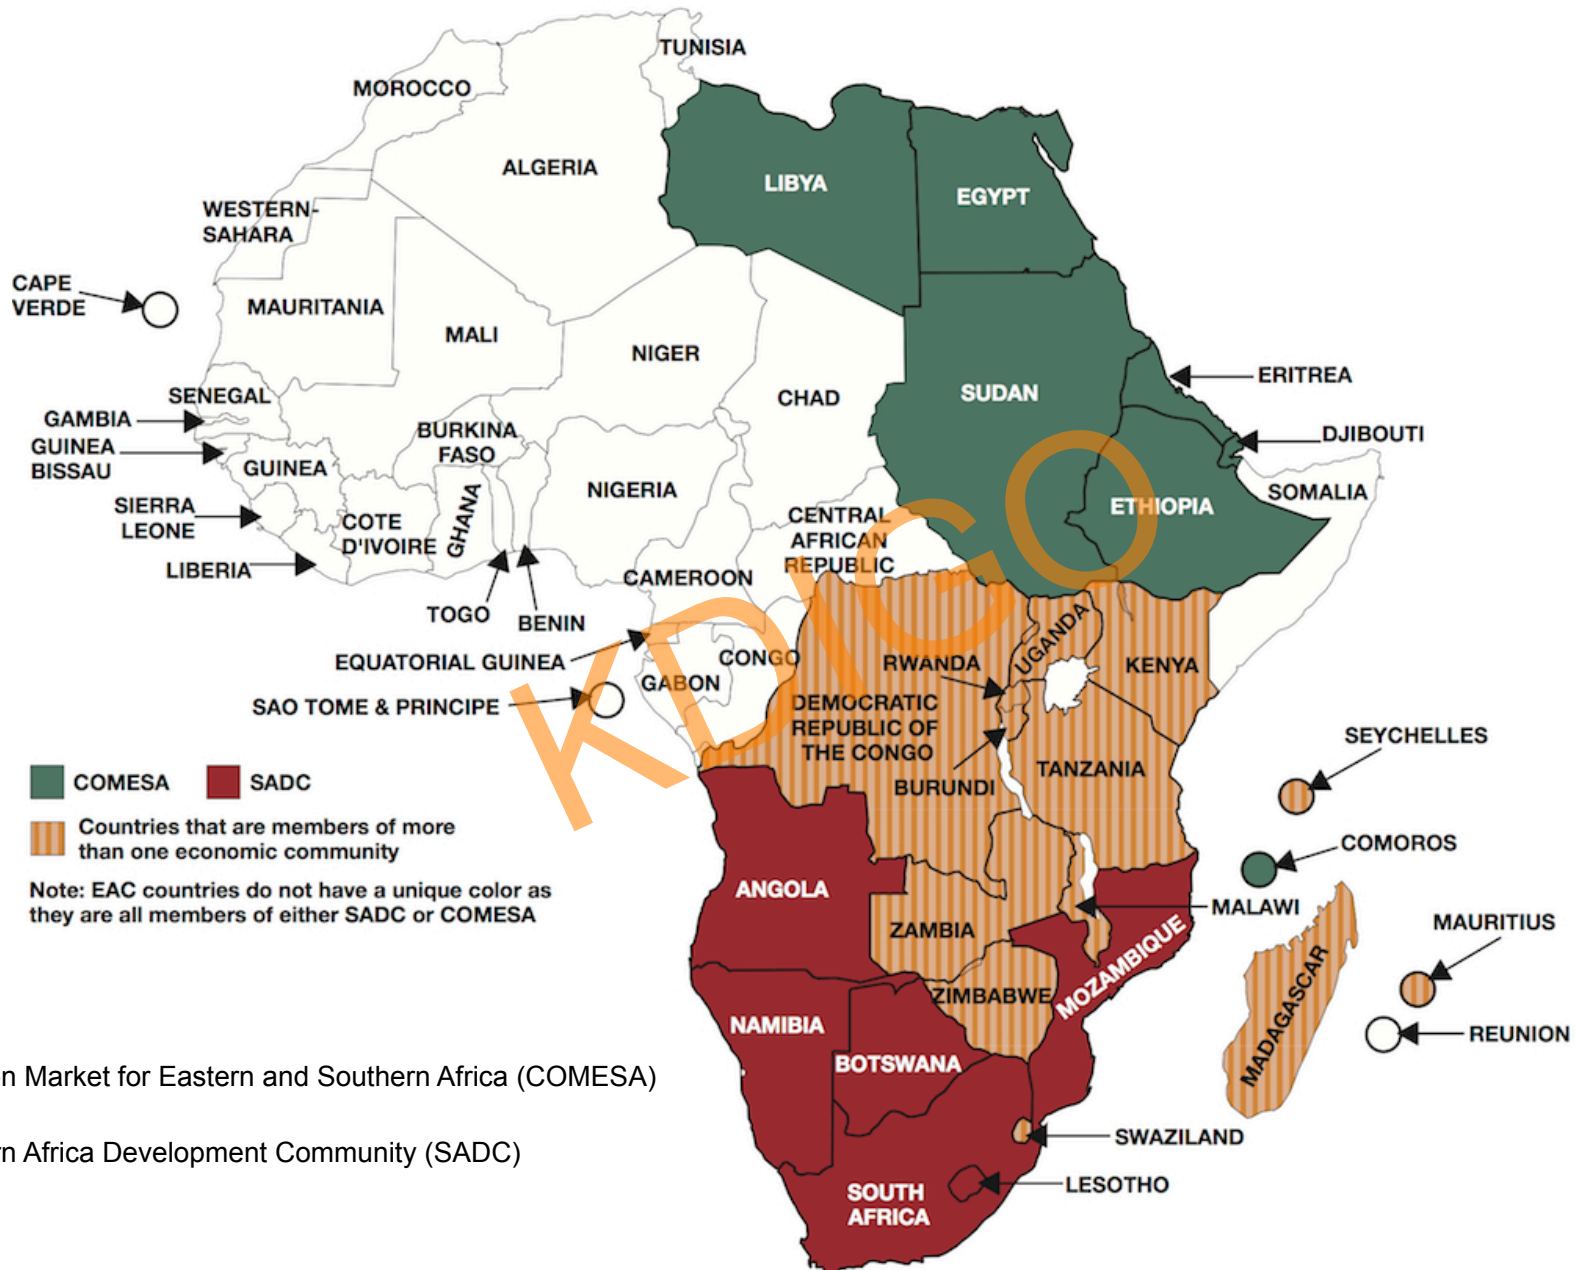 TUNISIA
MOROCCO
ALGERIA
LIBYA
EGYPT
WESTERN-
SAHARA
CAPE
VERDE
MAURITANIA
MALI
NIGER
CHAD
SUDAN
ERITREA
SENEGAL
GAMBIA
GUINEA
BISSAU
GUINEA
BURKINA
FASO
DJIBOUTI
SOMALIA
ETHIOPIA
NIGERIA
SIERRA
LEONE
COTE
D'IVOIRE
GHANA
CENTRAL
AFRICAN
REPUBLIC
LIBERIA
TOGO
BENIN
CAMEROON
EQUATORIAL GUINEA
CONGO
GABON
SAO TOME & PRINCIPE
RWANDA
UGANDA
KENYA
DEMOCRATIC
REPUBLIC OF
THE CONGO
BURUNDI
TANZANIA
SEYCHELLES
COMOROS
KDIGO
COMESA
SADC
Countries that are members of more
than one economic community
Note: EAC countries do not have a unique color as
they are all members of either SADC or COMESA
ANGOLA
ZAMBIA
MALAWI
MOZAMBIQUE
MAURITIUS
MADAGASCAR
REUNION
ZIMBABWE
NAMIBIA
BOTSWANA
n Market for Eastern and Southern Africa (COMESA)
rn Africa Development Community (SADC)
SWAZILAND
LESOTHO
SOUTH
AFRICA